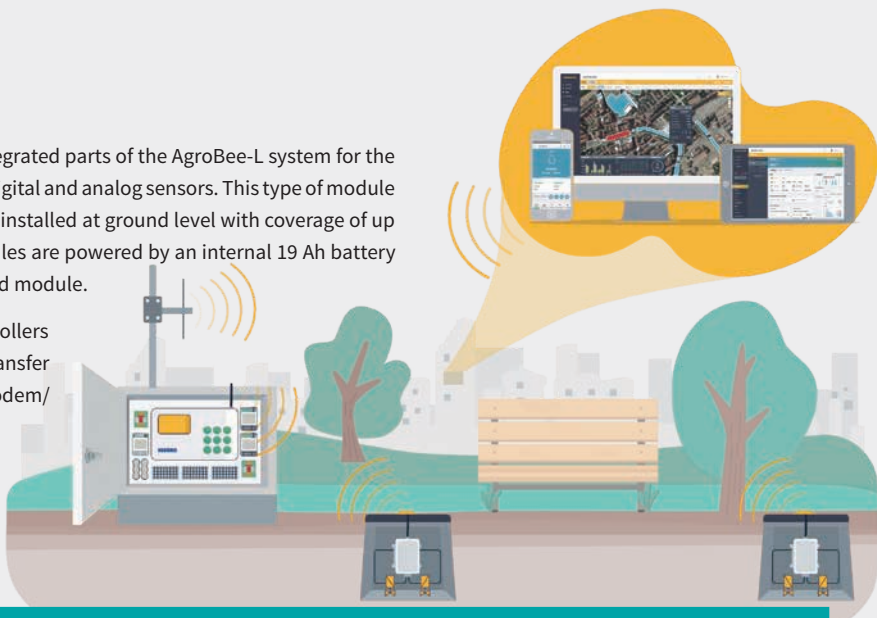 egrated parts of the AgroBee-L system for the
igital and analog sensors. This type of module
installed at ground level with coverage of up
les are powered by an internal 19 Ah battery
d module.
ollers
ansfer
odem/